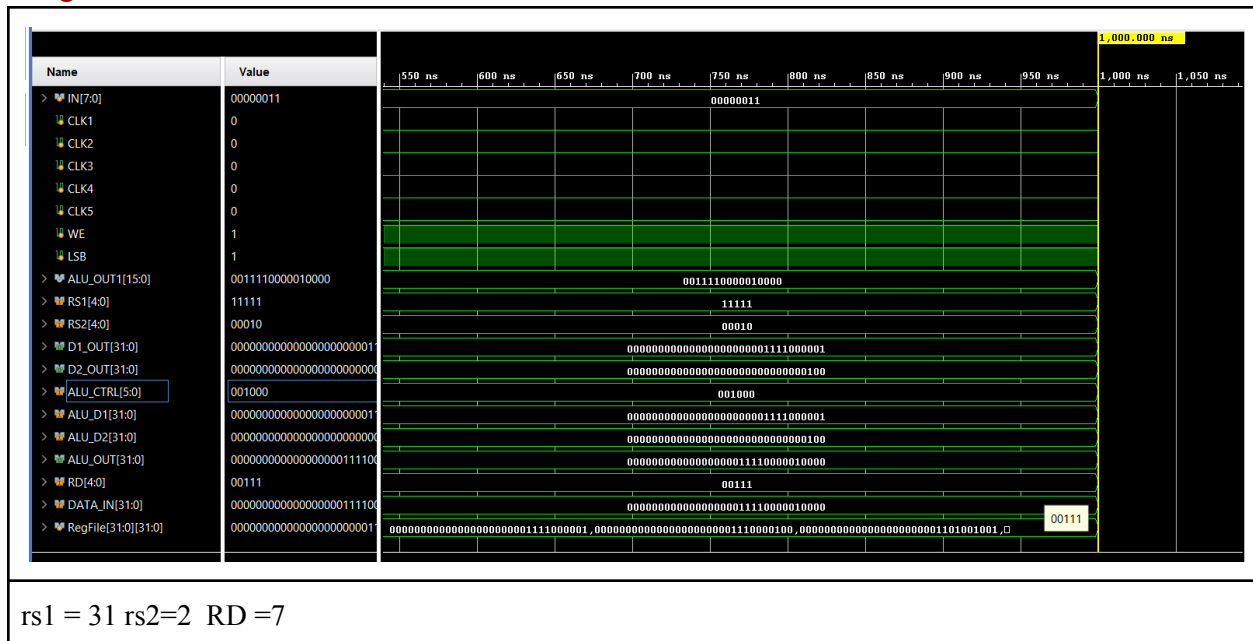 1,000.000 ns
Name Value 550 ns 600 ns 650 ns 700 ns 750 ns 800 ns 850 ns 900 ns 950 ns 1,000 ns 1,050 ns
IN[7:0] 00000011 00000011
CLK1 0
CLK2 0
CLK3 0
CLK4 0
CLK5 0
WE 1
LSB 1
ALU_OUT1[15:0] 0011110000010000 0011110000010000
RS1[4:0] 11111 11111
RS2[4:0] 00010 00010
D1_OUT[31:0] 00000000000000000000001111000001
D2_OUT[31:0] 00000000000000000000000000000100
ALU_CTRL[5:0] 001000 001000
ALU_D1[31:0] 00000000000000000000001111000001
ALU_D2[31:0] 00000000000000000000000000000100
ALU_OUT[31:0] 00000000000000000011110000010000
RD[4:0] 00111 00111
DATA_IN[31:0] 00000000000000000011110000010000
00111
RegFile[31:0][31:0] 00000000000000000000001111000001,00000000000000000000001110000100,00000000000000000000001101001001,
rs1 = 31 rs2=2 RD =7